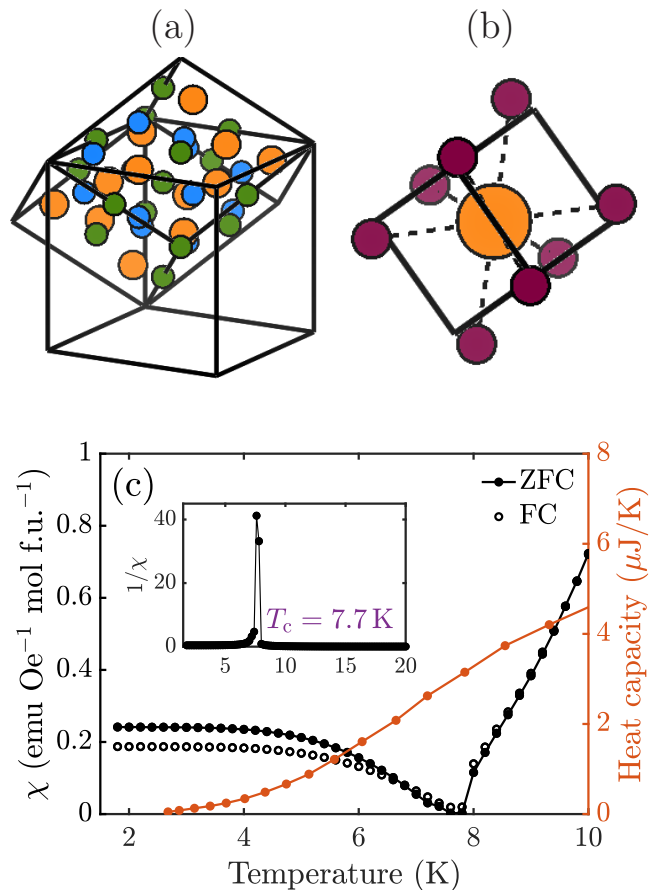 (a)
(b)
(c)
ZFC
FC
T_c = 7.7 K
1/χ
40
20
0
5
10
15
20
χ (emu Oe⁻¹ mol f.u.⁻¹)
1
0.8
0.6
0.4
0.2
0
Heat capacity (μJ/K)
8
6
4
2
0
2
4
6
8
10
Temperature (K)